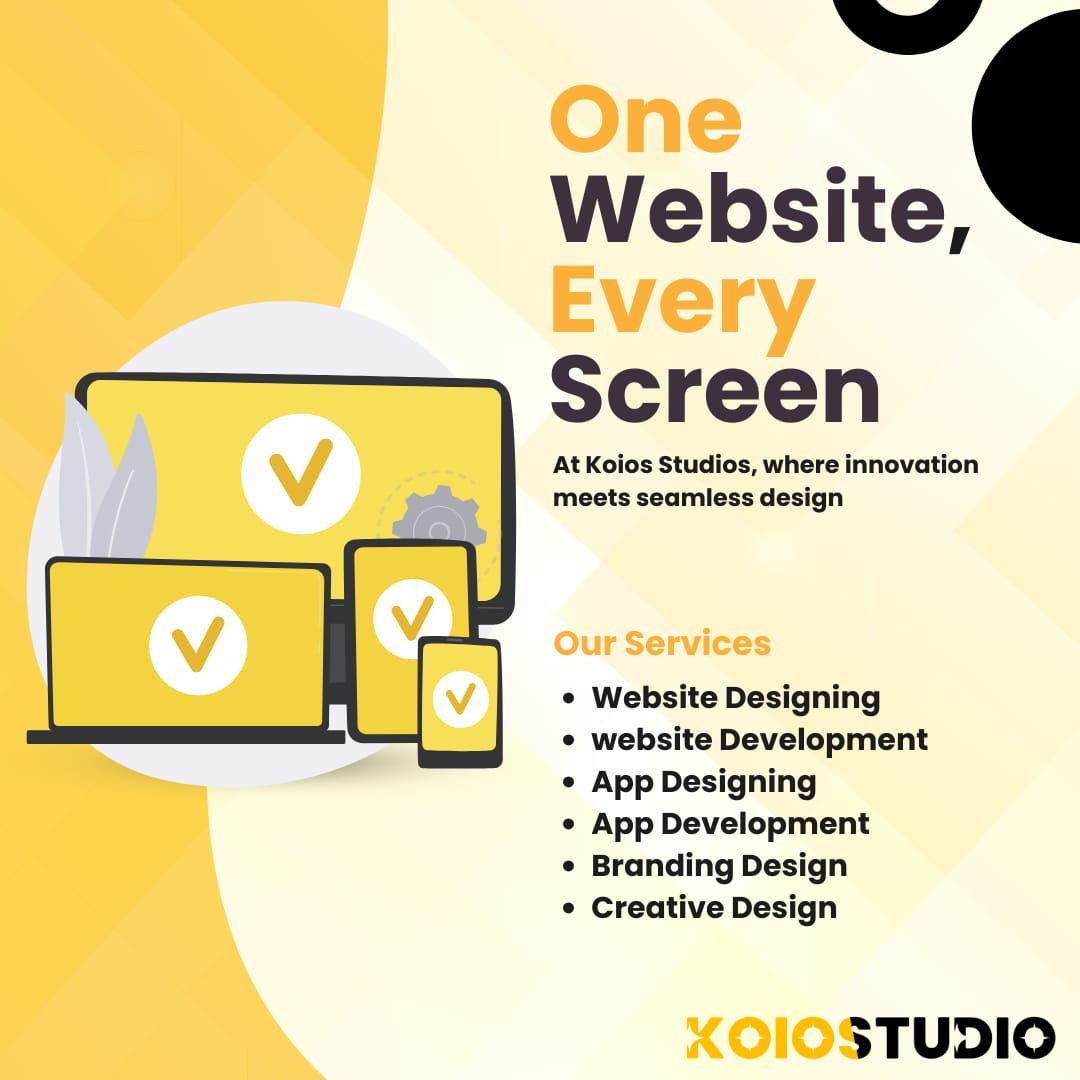 One
Website,
Every
Screen
At Koios Studios, where innovation
meets seamless design
Our Services
• Website Designing
• website Development
• App Designing
• App Development
• Branding Design
• Creative Design
KOIOSTUDIO